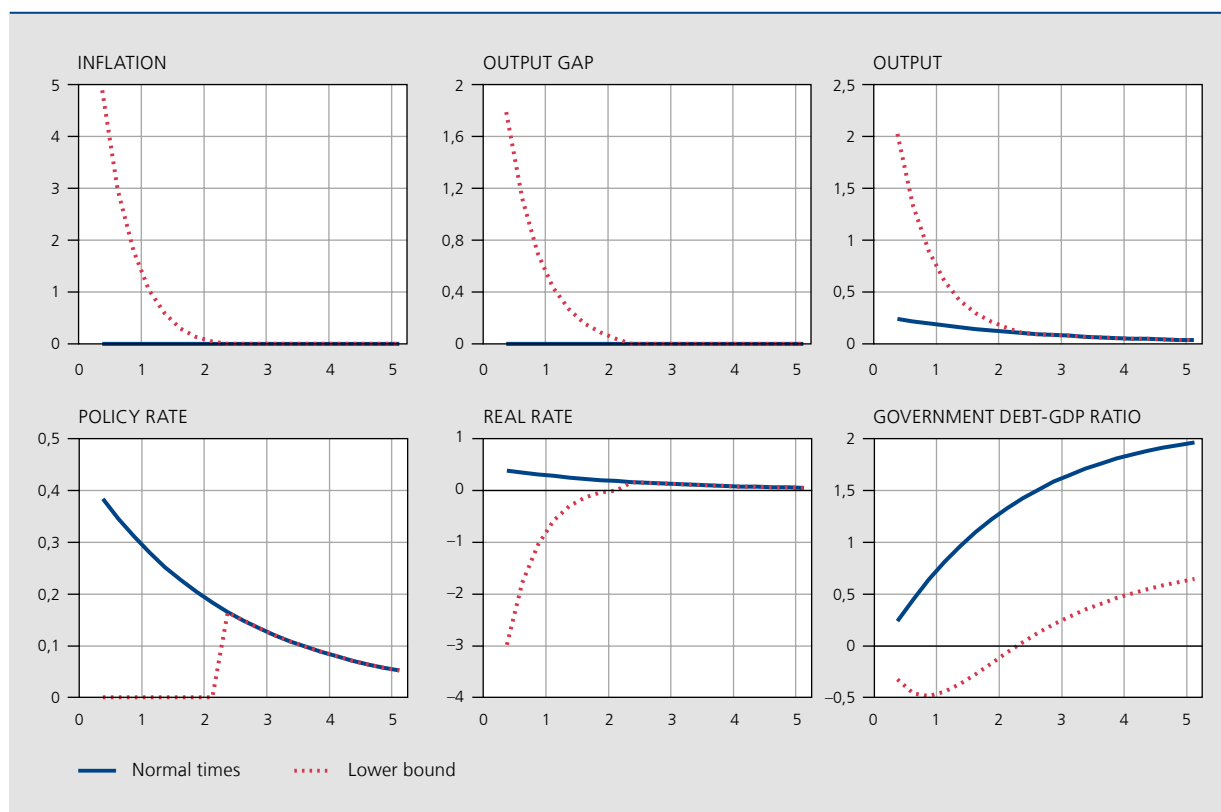 INFLATION
5
4
3
2
1
0
0 1 2 3 4 5
OUTPUT GAP
2
1,6
1,2
0,8
0,4
0
0 1 2 3 4 5
OUTPUT
2,5
2
1,5
1
0,5
0
0 1 2 3 4 5
POLICY RATE
0,5
0,4
0,3
0,2
0,1
0
0 1 2 3 4 5
REAL RATE
1
0
−1
−2
−3
−4
0 1 2 3 4 5
GOVERNMENT DEBT-GDP RATIO
2
1,5
1
0,5
0
−0,5
0 1 2 3 4 5
Normal times Lower bound